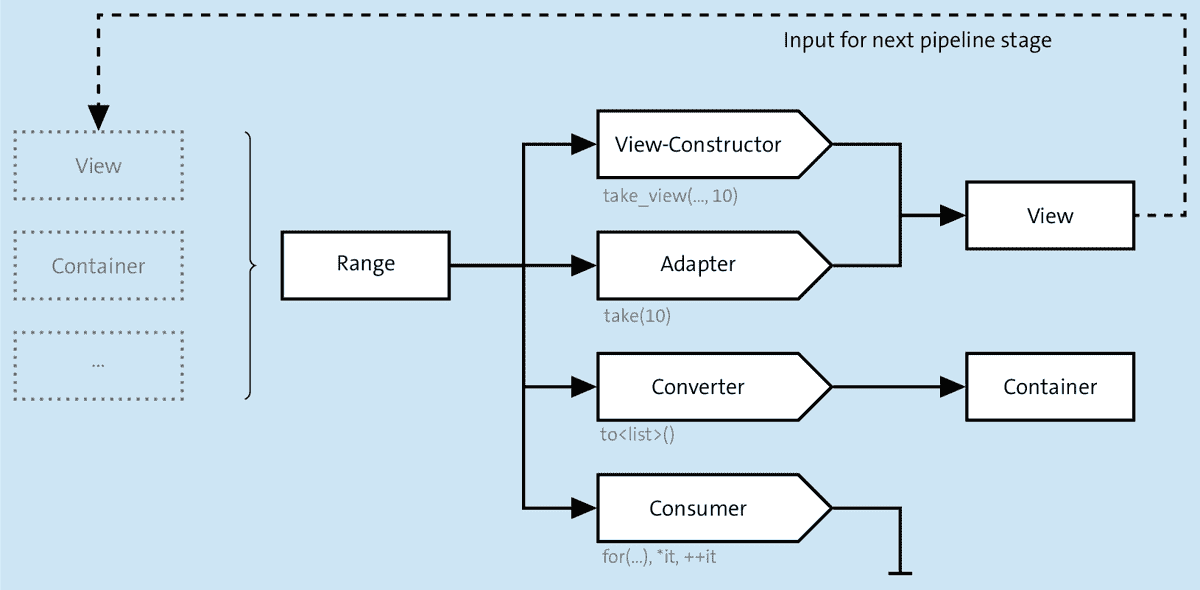 Input for next pipeline stage
View
Container
...
Range
View-Constructor
take_view(..., 10)
Adapter
take(10)
Converter
to<list>()
Consumer
for(...), *it, ++it
View
Container